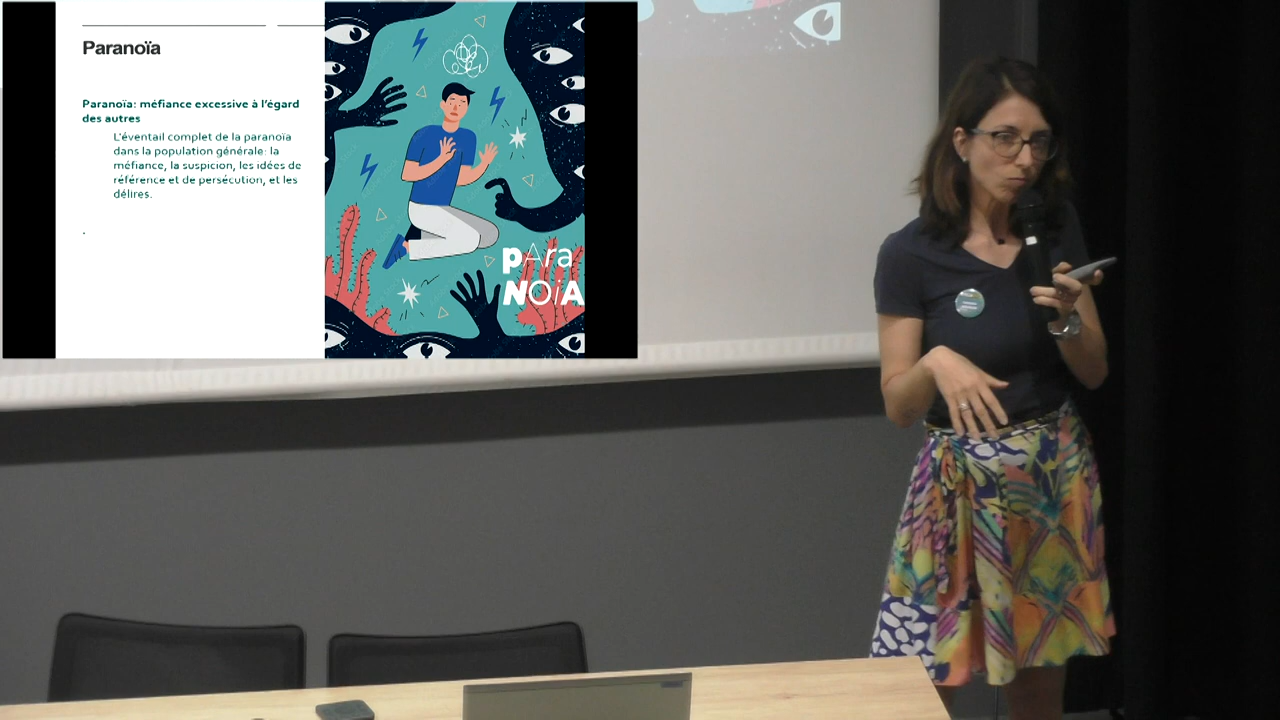 Paranoïa
Paranoïa: méfiance excessive à l'égard
des autres
L'éventail complet de la paranoïa
dans la population générale: la
méfiance, la suspicion, les idées de
référence et de persécution, et les
délires.
.
pAra
NOïA